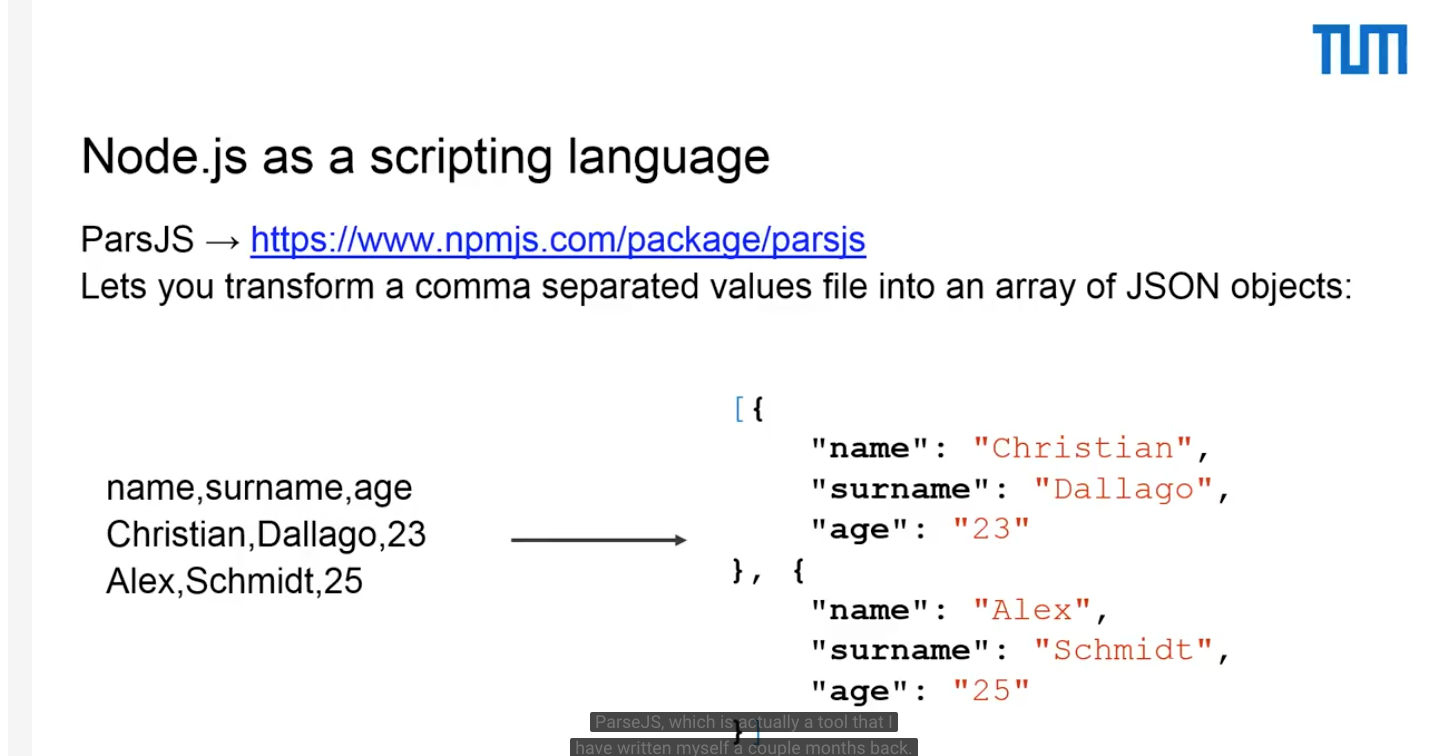 TUM
Node.js as a scripting language
ParsJS → https://www.npmjs.com/package/parsjs
Lets you transform a comma separated values file into an array of JSON objects:
name,surname,age
Christian,Dallago,23
Alex,Schmidt,25
[{
"name": "Christian",
"surname": "Dallago",
"age": "23"
}, {
"name": "Alex",
"surname": "Schmidt",
"age": "25"
}]
ParseJS, which is actually a tool that I
have written myself a couple months back.